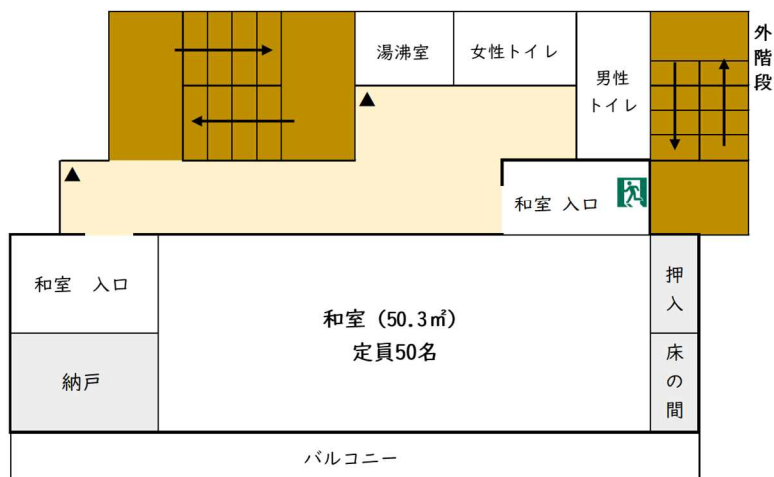 湯沸室
女性トイレ
男性
トイレ
外階段
和室 入口
和室 入口
和室（50.3㎡）
定員50名
押入
納戸
床の間
バルコニー